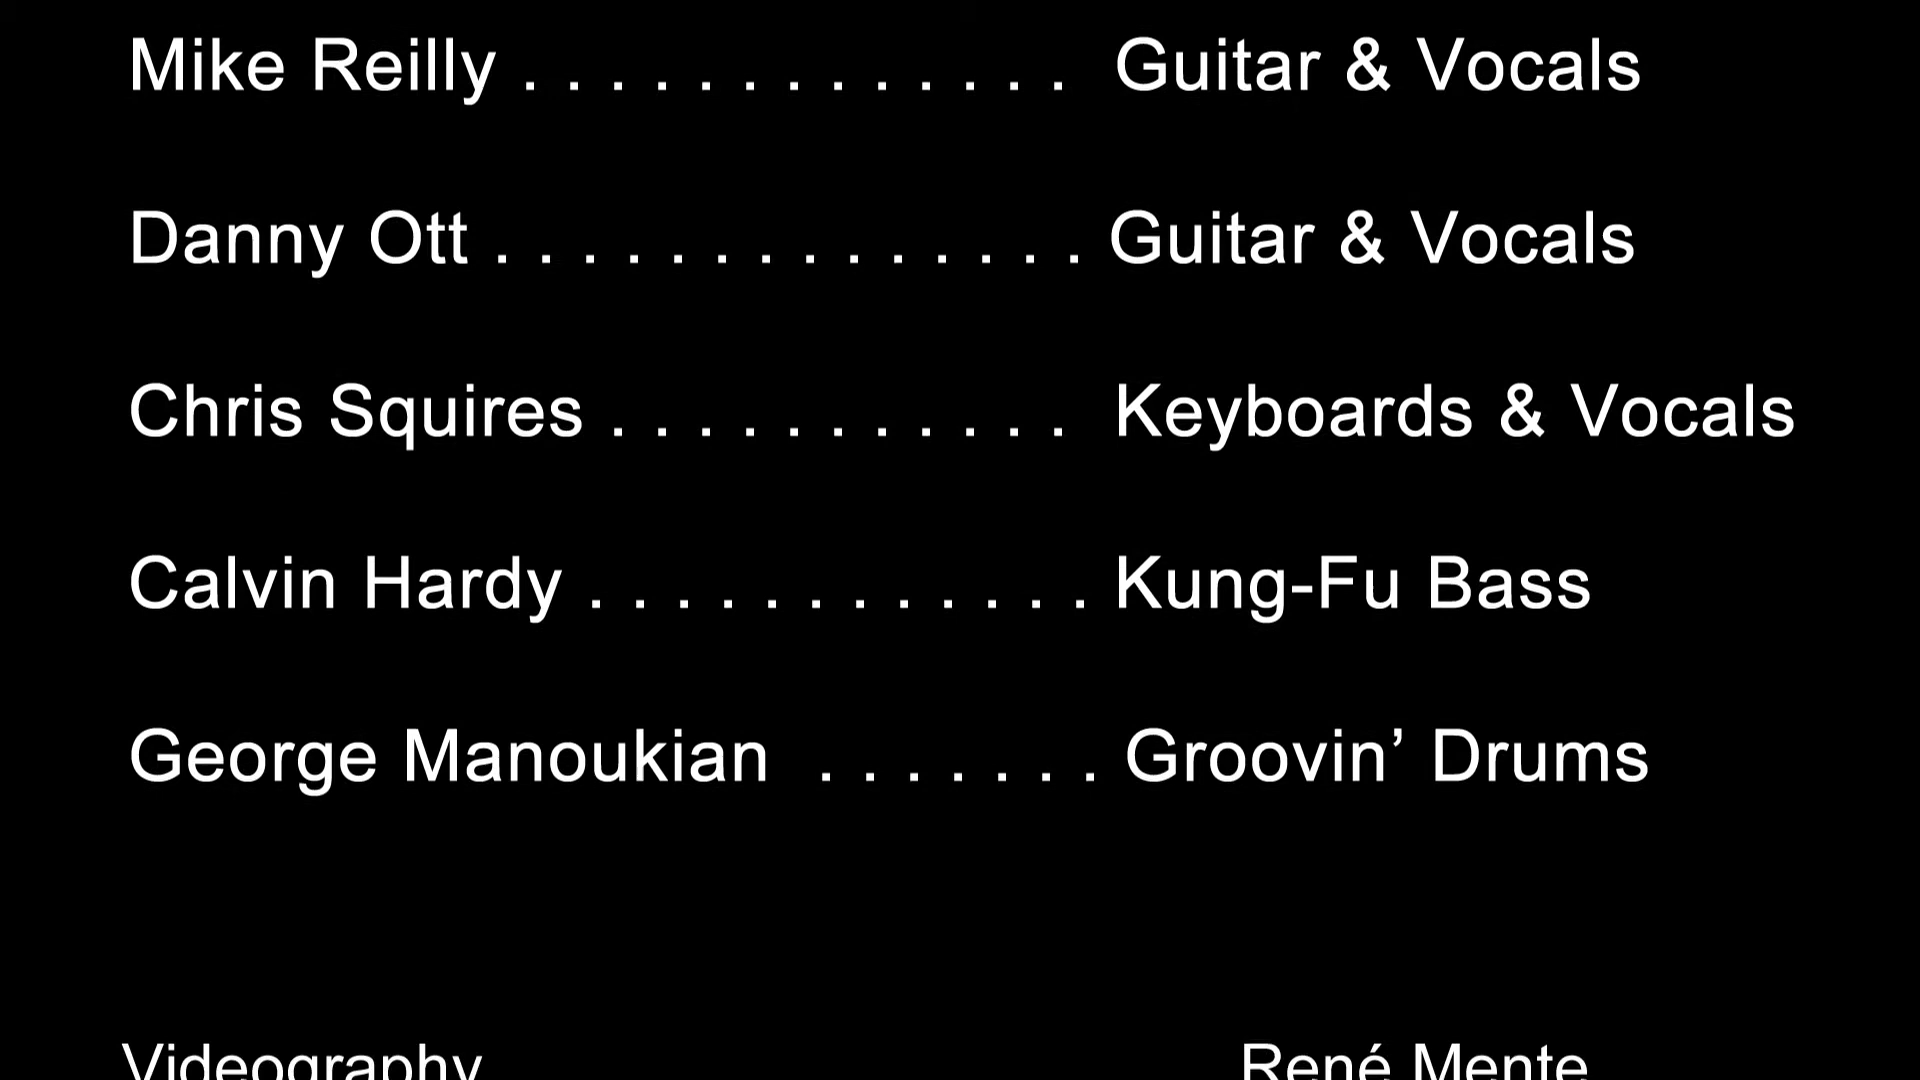 Mike Reilly . . . . . . . . . . . . . Guitar & Vocals
Danny Ott . . . . . . . . . . . . . . Guitar & Vocals
Chris Squires . . . . . . . . . . . Keyboards & Vocals
Calvin Hardy . . . . . . . . . . . . Kung-Fu Bass
George Manoukian . . . . . . . Groovin’ Drums
Videography René Mente